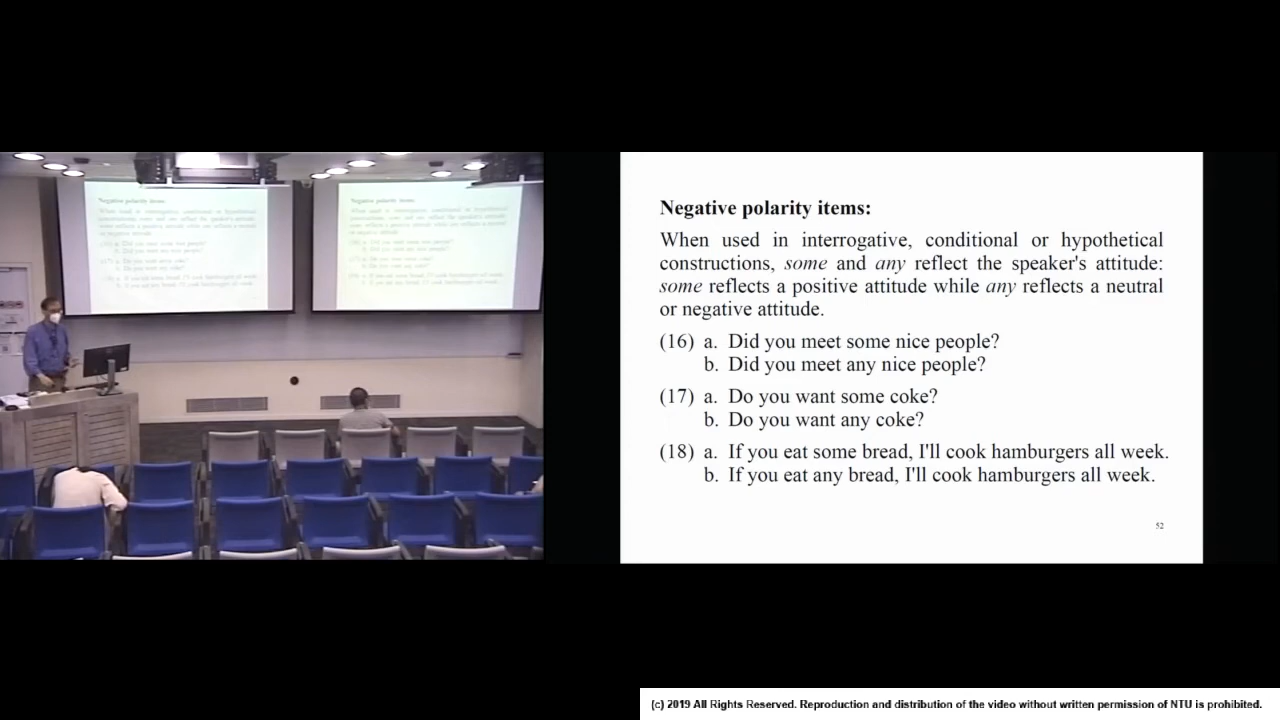 Negative polarity items:
When used in interrogative, conditional or hypothetical
constructions, some and any reflect the speaker's attitude:
some reflects a positive attitude while any reflects a neutral
or negative attitude.
(16) a. Did you meet some nice people?
b. Did you meet any nice people?
(17) a. Do you want some coke?
b. Do you want any coke?
(18) a. If you eat some bread, I'll cook hamburgers all week.
b. If you eat any bread, I'll cook hamburgers all week.
52
(c) 2019 All Rights Reserved. Reproduction and distribution of the video without written permission of NTU is prohibited.